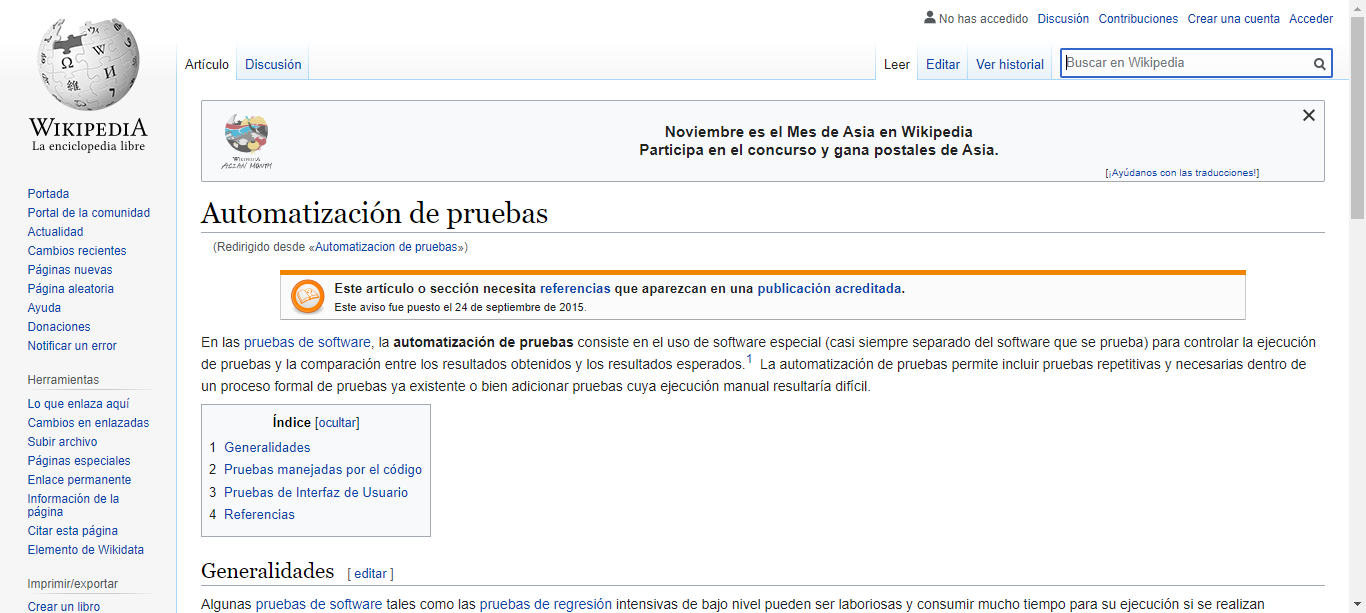 No has accedido Discusión Contribuciones Crear una cuenta Acceder
WIKIPEDIA
La enciclopedia libre
Artículo Discusión Leer Editar Ver historial Buscar en Wikipedia
WIKIPEDIA
ASIAN MONTH
Noviembre es el Mes de Asia en Wikipedia
Participa en el concurso y gana postales de Asia.
[¡Ayúdanos con las traducciones!]
Portada
Portal de la comunidad
Actualidad
Cambios recientes
Páginas nuevas
Página aleatoria
Ayuda
Donaciones
Notificar un error
Herramientas
Lo que enlaza aquí
Cambios en enlazadas
Subir archivo
Páginas especiales
Enlace permanente
Información de la
página
Citar esta página
Elemento de Wikidata
Imprimir/exportar
Crear un libro
Automatización de pruebas
(Redirigido desde «Automatizacion de pruebas»)
Este artículo o sección necesita referencias que aparezcan en una publicación acreditada.
Este aviso fue puesto el 24 de septiembre de 2015.
En las pruebas de software, la automatización de pruebas consiste en el uso de software especial (casi siempre separado del software que se prueba) para controlar la ejecución
de pruebas y la comparación entre los resultados obtenidos y los resultados esperados.1 La automatización de pruebas permite incluir pruebas repetitivas y necesarias dentro de
un proceso formal de pruebas ya existente o bien adicionar pruebas cuya ejecución manual resultaría difícil.
Índice [ocultar]
1 Generalidades
2 Pruebas manejadas por el código
3 Pruebas de Interfaz de Usuario
4 Referencias
Generalidades [ editar ]
Algunas pruebas de software tales como las pruebas de regresión intensivas de bajo nivel pueden ser laboriosas y consumir mucho tiempo para su ejecución si se realizan